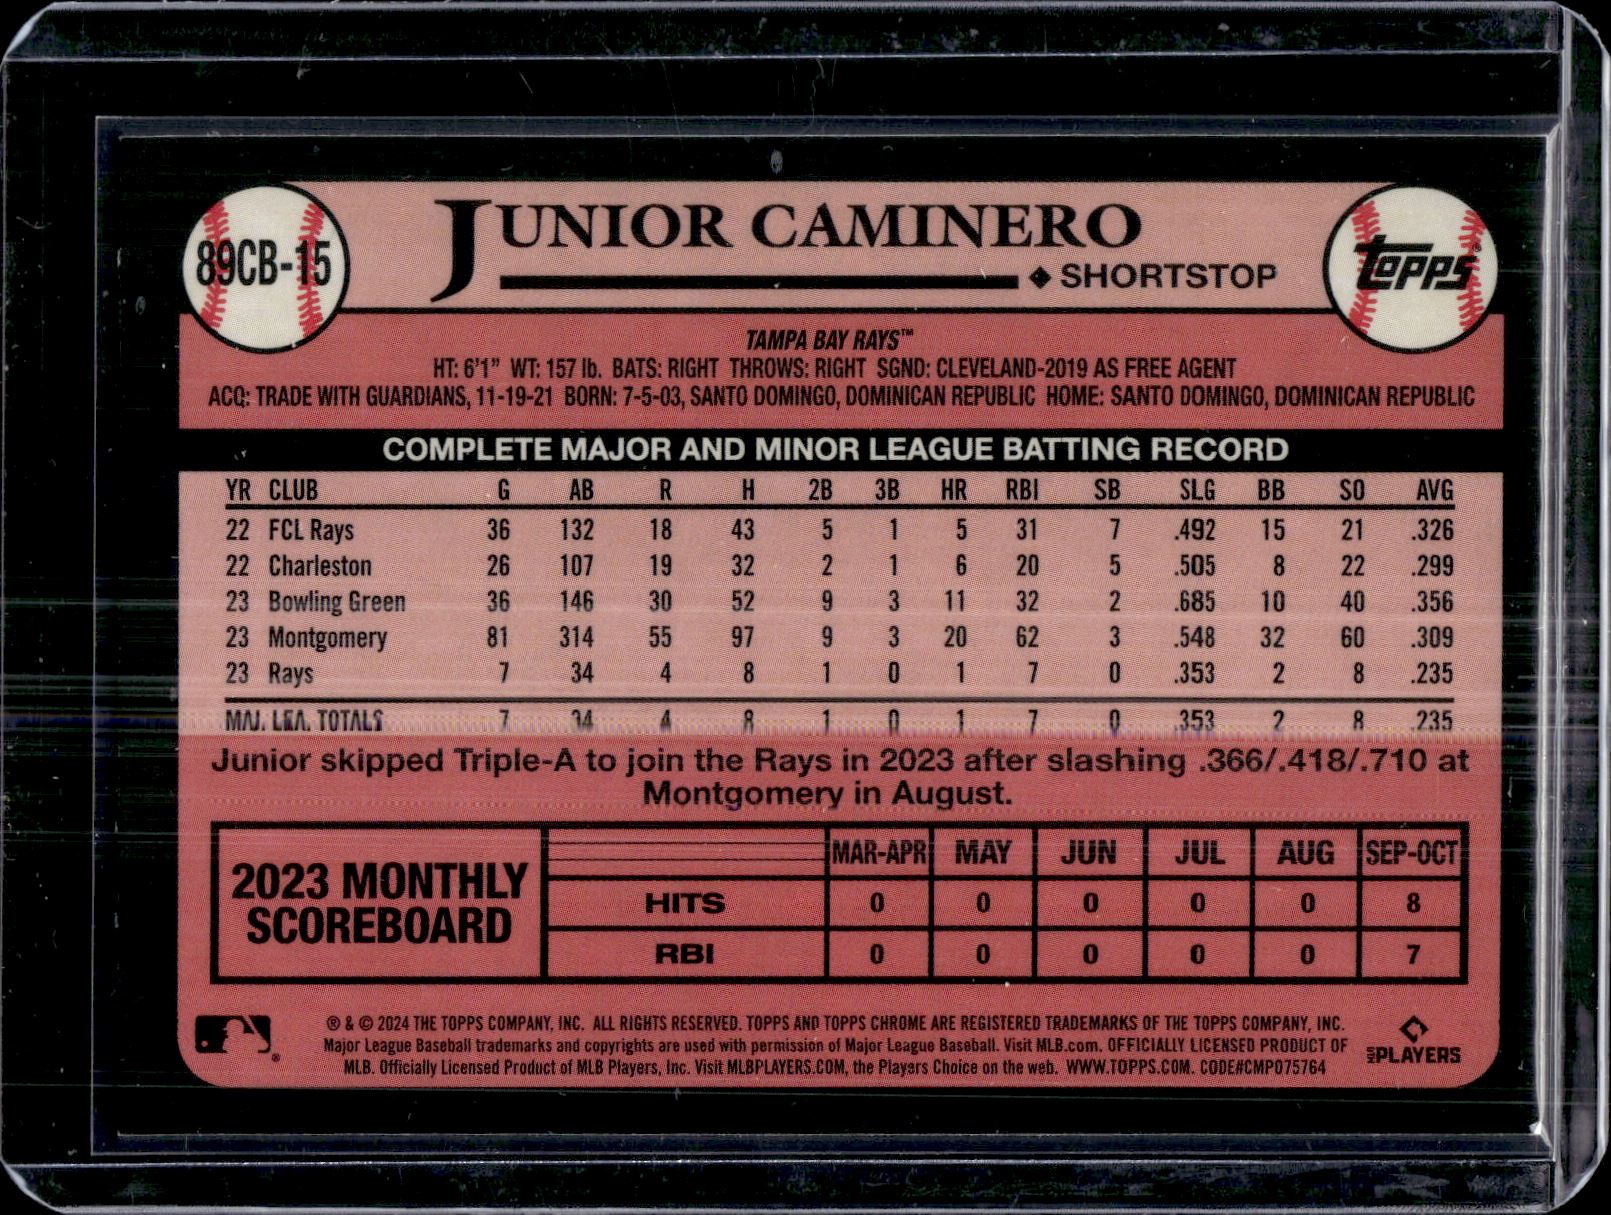 89CB-15
JUNIOR CAMINERO
SHORTSTOP
topps
TAMPA BAY RAYS™
HT: 6'1" WT: 157 lb. BATS: RIGHT THROWS: RIGHT SGND: CLEVELAND-2019 AS FREE AGENT
ACQ: TRADE WITH GUARDIANS, 11-19-21 BORN: 7-5-03, SANTO DOMINGO, DOMINICAN REPUBLIC HOME: SANTO DOMINGO, DOMINICAN REPUBLIC
COMPLETE MAJOR AND MINOR LEAGUE BATTING RECORD
YR CLUB G AB R H 2B 3B HR RBI SB SLG BB SO AVG
22 FCL Rays 36 132 18 43 5 1 5 31 7 .492 15 21 .326
22 Charleston 26 107 19 32 2 1 6 20 5 .505 8 22 .299
23 Bowling Green 36 146 30 52 9 3 11 32 2 .685 10 40 .356
23 Montgomery 81 314 55 97 9 3 20 62 3 .548 32 60 .309
23 Rays 7 34 4 8 1 0 1 7 0 .353 2 8 .235
MAJ. LEA. TOTALS 7 34 4 8 1 0 1 7 0 .353 2 8 .235
Junior skipped Triple-A to join the Rays in 2023 after slashing .366/.418/.710 at
Montgomery in August.
2023 MONTHLY
SCOREBOARD
MAR-APR MAY JUN JUL AUG SEP-OCT
HITS 0 0 0 0 0 8
RBI 0 0 0 0 0 7
® & © 2024 THE TOPPS COMPANY, INC. ALL RIGHTS RESERVED. TOPPS AND TOPPS CHROME ARE REGISTERED TRADEMARKS OF THE TOPPS COMPANY, INC.
Major League Baseball trademarks and copyrights are used with permission of Major League Baseball. Visit MLB.com. OFFICIALLY LICENSED PRODUCT OF
MLB. Officially Licensed Product of MLB Players, Inc. Visit MLBPLAYERS.COM, the Players Choice on the web. WWW.TOPPS.COM. CODE#CMP075764
MLB PLAYERS